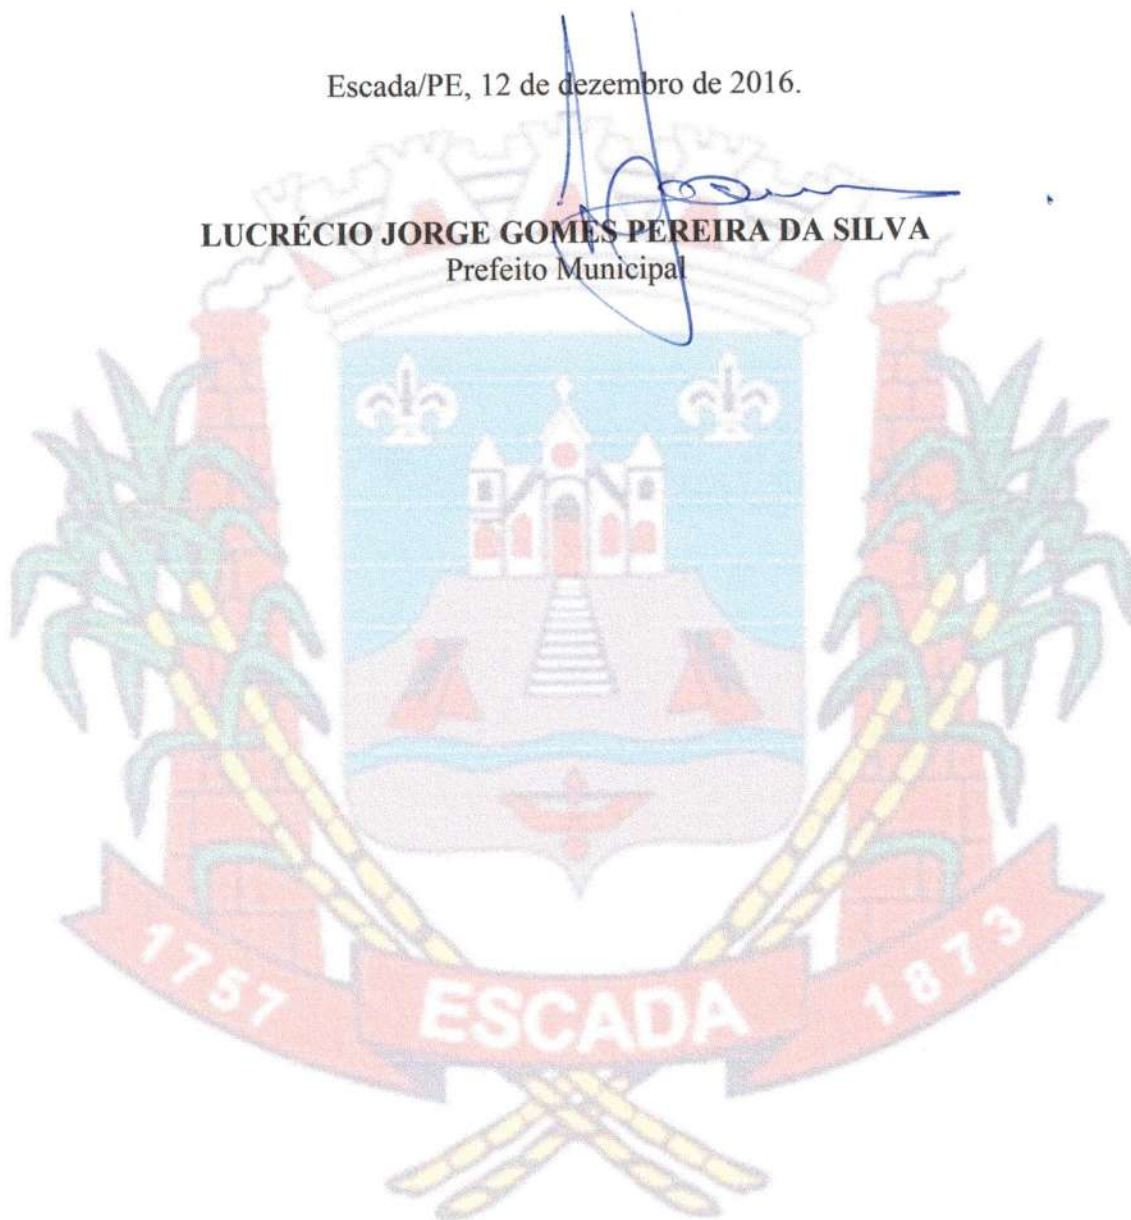 Escada/PE, 12 de dezembro de 2016.
LUCRÉCIO JORGE GOMES PEREIRA DA SILVA
Prefeito Municipal
1757
ESCADA
1873